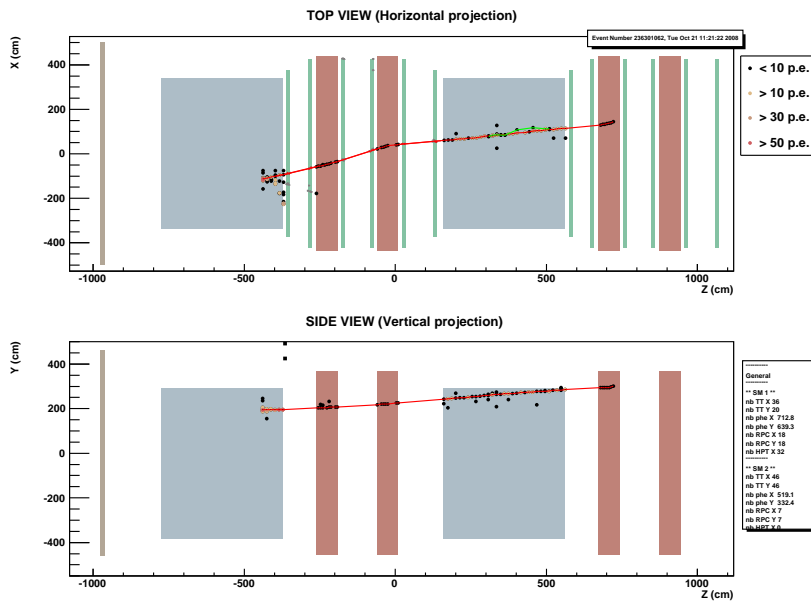 TOP VIEW (Horizontal projection)
Event Number 236301062, Tue Oct 21 11:21:22 2008
X (cm)
400
200
0
-200
-400
-1000
-500
0
500
1000
Z (cm)
< 10 p.e.
> 10 p.e.
> 30 p.e.
> 50 p.e.
SIDE VIEW (Vertical projection)
Y (cm)
400
200
0
-200
-400
-1000
-500
0
500
1000
Z (cm)
----------
General
----------
** SM 1 **
nb TT X 36
nb TT Y 20
nb phe X 712.8
nb phe Y 639.3
nb RPC X 18
nb RPC Y 18
nb HPT X 32
----------
** SM 2 **
nb TT X 46
nb TT Y 46
nb phe X 519.1
nb phe Y 332.4
nb RPC X 7
nb RPC Y 7
nb HPT X